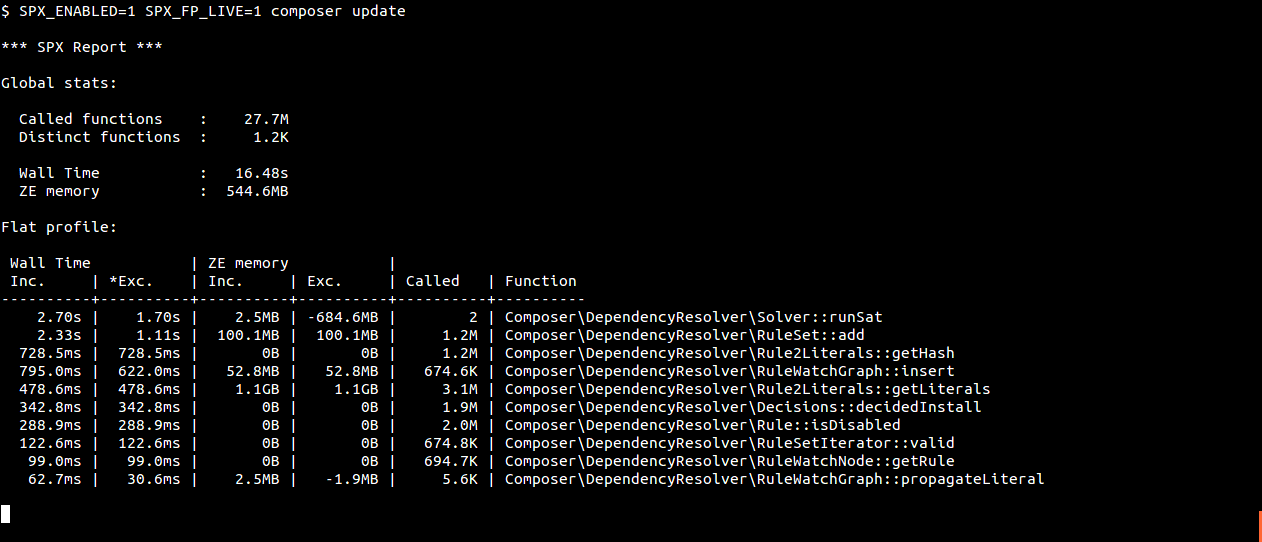 $ SPX_ENABLED=1 SPX_FP_LIVE=1 composer update
*** SPX Report ***
Global stats:
Called functions    :    27.7M
Distinct functions  :     1.2K
Wall Time           :   16.48s
ZE memory           :  544.6MB
Flat profile:
Wall Time           | ZE memory           |
Inc.     | *Exc.    | Inc.     | Exc.     | Called   | Function
----------+----------+----------+----------+----------+----------
2.70s |    1.70s |    2.5MB | -684.6MB |        2 | Composer\DependencyResolver\Solver::runSat
2.33s |    1.11s |  100.1MB |  100.1MB |     1.2M | Composer\DependencyResolver\RuleSet::add
728.5ms |  728.5ms |       0B |       0B |     1.2M | Composer\DependencyResolver\Rule2Literals::getHash
795.0ms |  622.0ms |   52.8MB |   52.8MB |   674.6K | Composer\DependencyResolver\RuleWatchGraph::insert
478.6ms |  478.6ms |    1.1GB |    1.1GB |     3.1M | Composer\DependencyResolver\Rule2Literals::getLiterals
342.8ms |  342.8ms |       0B |       0B |     1.9M | Composer\DependencyResolver\Decisions::decidedInstall
288.9ms |  288.9ms |       0B |       0B |     2.0M | Composer\DependencyResolver\Rule::isDisabled
122.6ms |  122.6ms |       0B |       0B |   674.8K | Composer\DependencyResolver\RuleSetIterator::valid
99.0ms |   99.0ms |       0B |       0B |   694.7K | Composer\DependencyResolver\RuleWatchNode::getRule
62.7ms |   30.6ms |    2.5MB |   -1.9MB |     5.6K | Composer\DependencyResolver\RuleWatchGraph::propagateLiteral